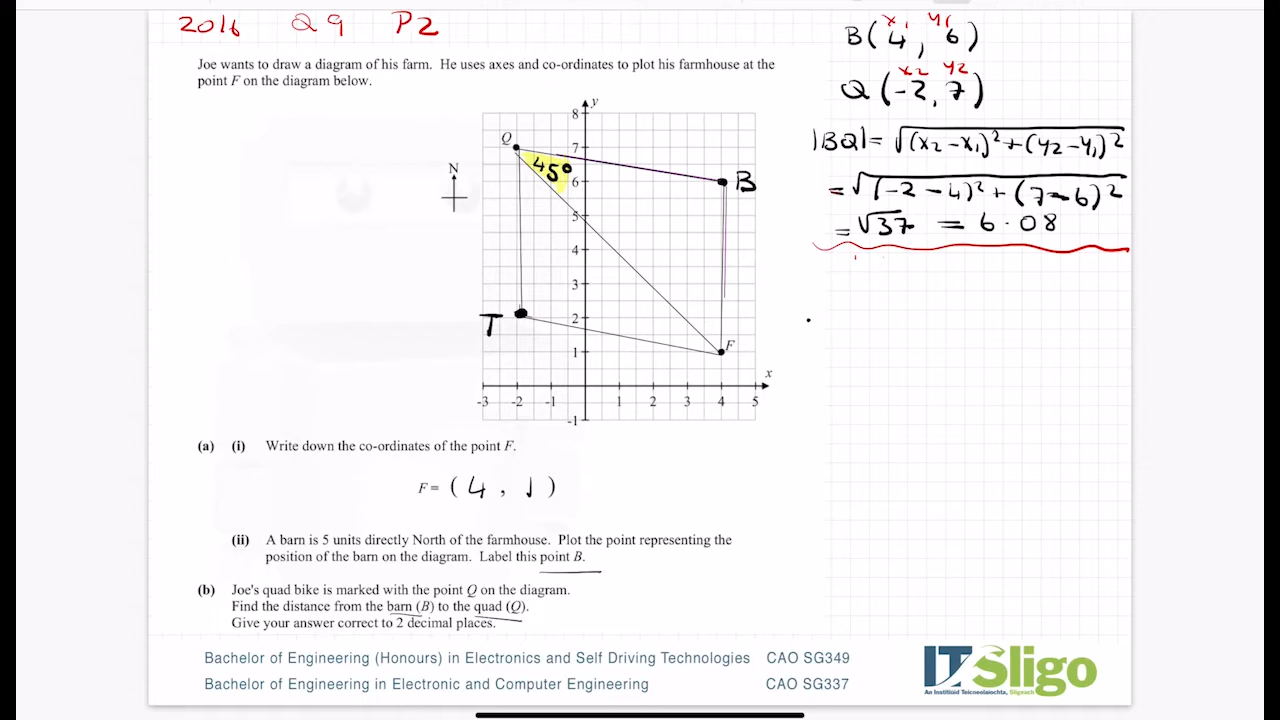 2016 Q9 P2
Joe wants to draw a diagram of his farm. He uses axes and co-ordinates to plot his farmhouse at the
point F on the diagram below.
N
y
8
Q
7
45°
6
B
5
4
3
T
2
1
F
x
-3 -2 -1 1 2 3 4 5
-1
(a) (i) Write down the co-ordinates of the point F.
F = (4, 1)
(ii) A barn is 5 units directly North of the farmhouse. Plot the point representing the
position of the barn on the diagram. Label this point B.
(b) Joe's quad bike is marked with the point Q on the diagram.
Find the distance from the barn (B) to the quad (Q).
Give your answer correct to 2 decimal places.
x1 y1
B(4, 6)
x2 y2
Q(-2, 7)
|BQ| = √(x2-x1)²+(y2-y1)²
= √(-2-4)²+(7-6)²
= √37 = 6.08
Bachelor of Engineering (Honours) in Electronics and Self Driving Technologies CAO SG349
Bachelor of Engineering in Electronic and Computer Engineering CAO SG337
IT Sligo
An Institiúid Teicneolaíochta, Sligeach